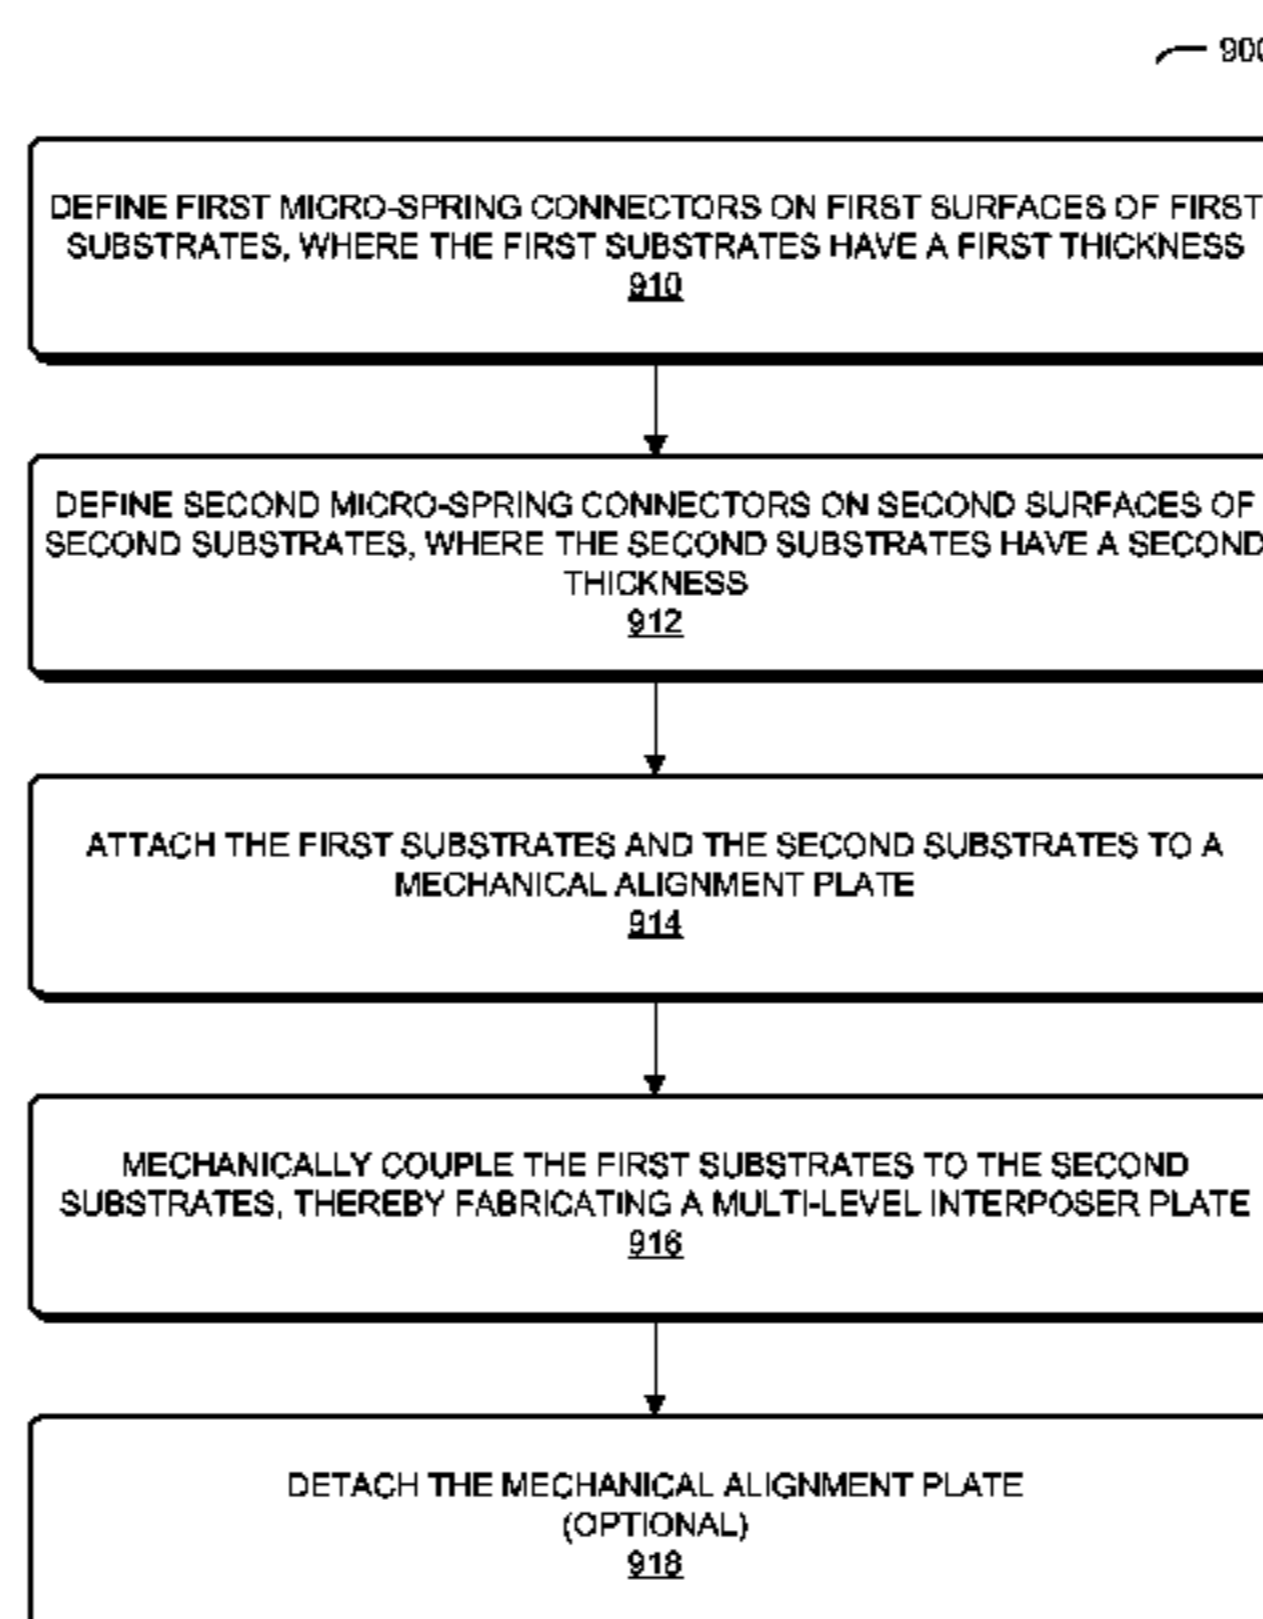 900
DEFINE FIRST MICRO-SPRING CONNECTORS ON FIRST SURFACES OF FIRST
SUBSTRATES, WHERE THE FIRST SUBSTRATES HAVE A FIRST THICKNESS
910
DEFINE SECOND MICRO-SPRING CONNECTORS ON SECOND SURFACES OF
SECOND SUBSTRATES, WHERE THE SECOND SUBSTRATES HAVE A SECOND
THICKNESS
912
ATTACH THE FIRST SUBSTRATES AND THE SECOND SUBSTRATES TO A
MECHANICAL ALIGNMENT PLATE
914
MECHANICALLY COUPLE THE FIRST SUBSTRATES TO THE SECOND
SUBSTRATES, THEREBY FABRICATING A MULTI-LEVEL INTERPOSER PLATE
916
DETACH THE MECHANICAL ALIGNMENT PLATE
(OPTIONAL)
918